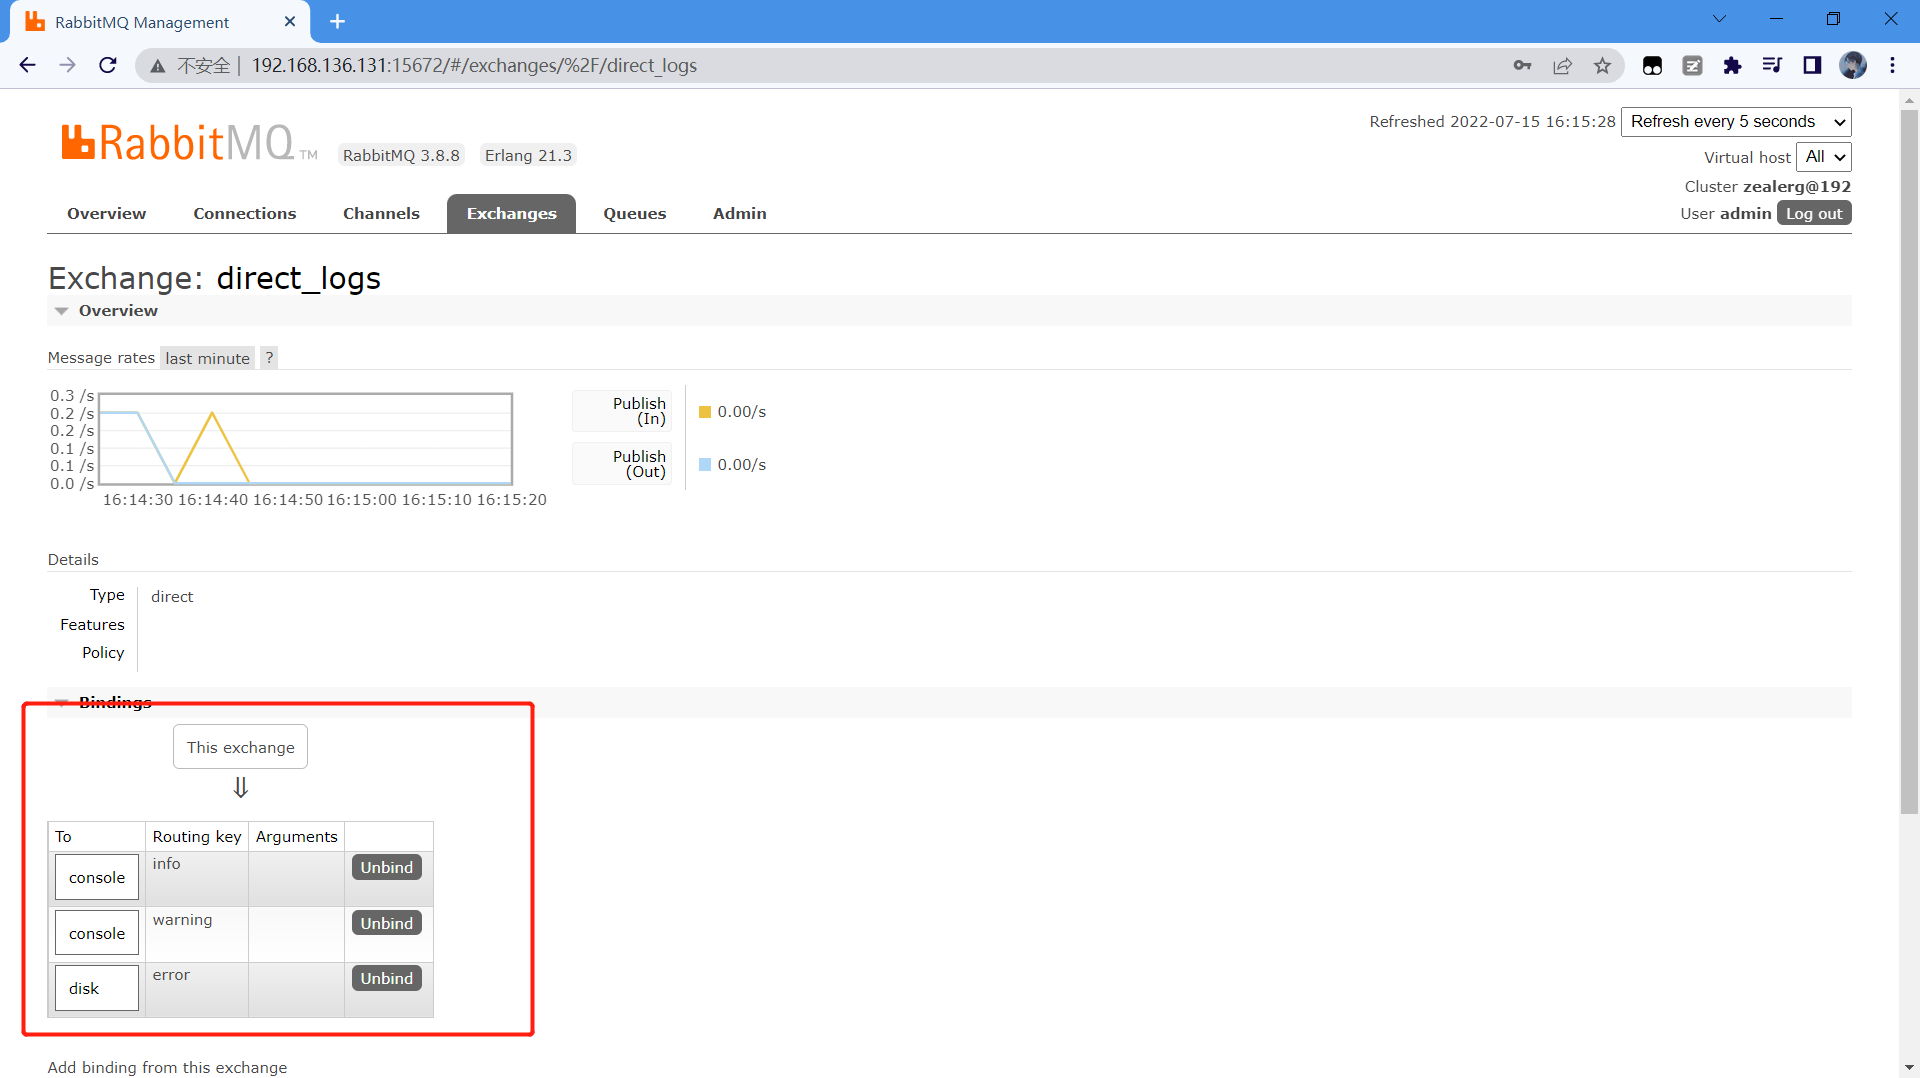 RabbitMQ Management
不安全 | 192.168.136.131:15672/#/exchanges/%2F/direct_logs
RabbitMQ TM
RabbitMQ 3.8.8
Erlang 21.3
Refreshed 2022-07-15 16:15:28
Refresh every 5 seconds
Virtual host
All
Cluster zealerg@192
User admin
Log out
Overview
Connections
Channels
Exchanges
Queues
Admin
Exchange: direct_logs
Overview
Message rates last minute ?
0.3 /s
0.2 /s
0.2 /s
0.1 /s
0.1 /s
0.0 /s
16:14:30 16:14:40 16:14:50 16:15:00 16:15:10 16:15:20
Publish
(In)
0.00/s
Publish
(Out)
0.00/s
Details
Type direct
Features
Policy
Bindings
This exchange
⇓
To Routing key Arguments
console info Unbind
console warning Unbind
disk error Unbind
Add binding from this exchange